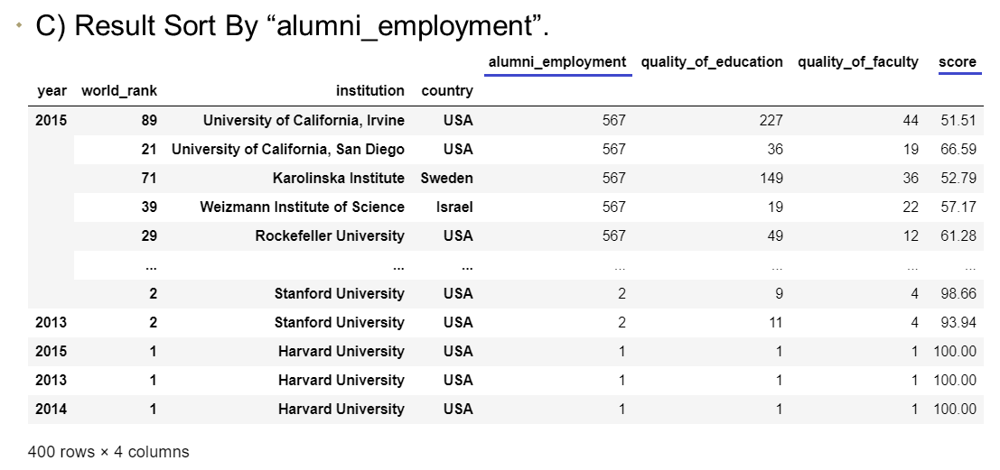 C) Result Sort By “alumni_employment”.
alumni_employment quality_of_education quality_of_faculty score
year world_rank institution country
2015 89 University of California, Irvine USA 567 227 44 51.51
21 University of California, San Diego USA 567 36 19 66.59
71 Karolinska Institute Sweden 567 149 36 52.79
39 Weizmann Institute of Science Israel 567 19 22 57.17
29 Rockefeller University USA 567 49 12 61.28
... ... ... ... ... ... ...
2 Stanford University USA 2 9 4 98.66
2013 2 Stanford University USA 2 11 4 93.94
2015 1 Harvard University USA 1 1 1 100.00
2013 1 Harvard University USA 1 1 1 100.00
2014 1 Harvard University USA 1 1 1 100.00
400 rows × 4 columns